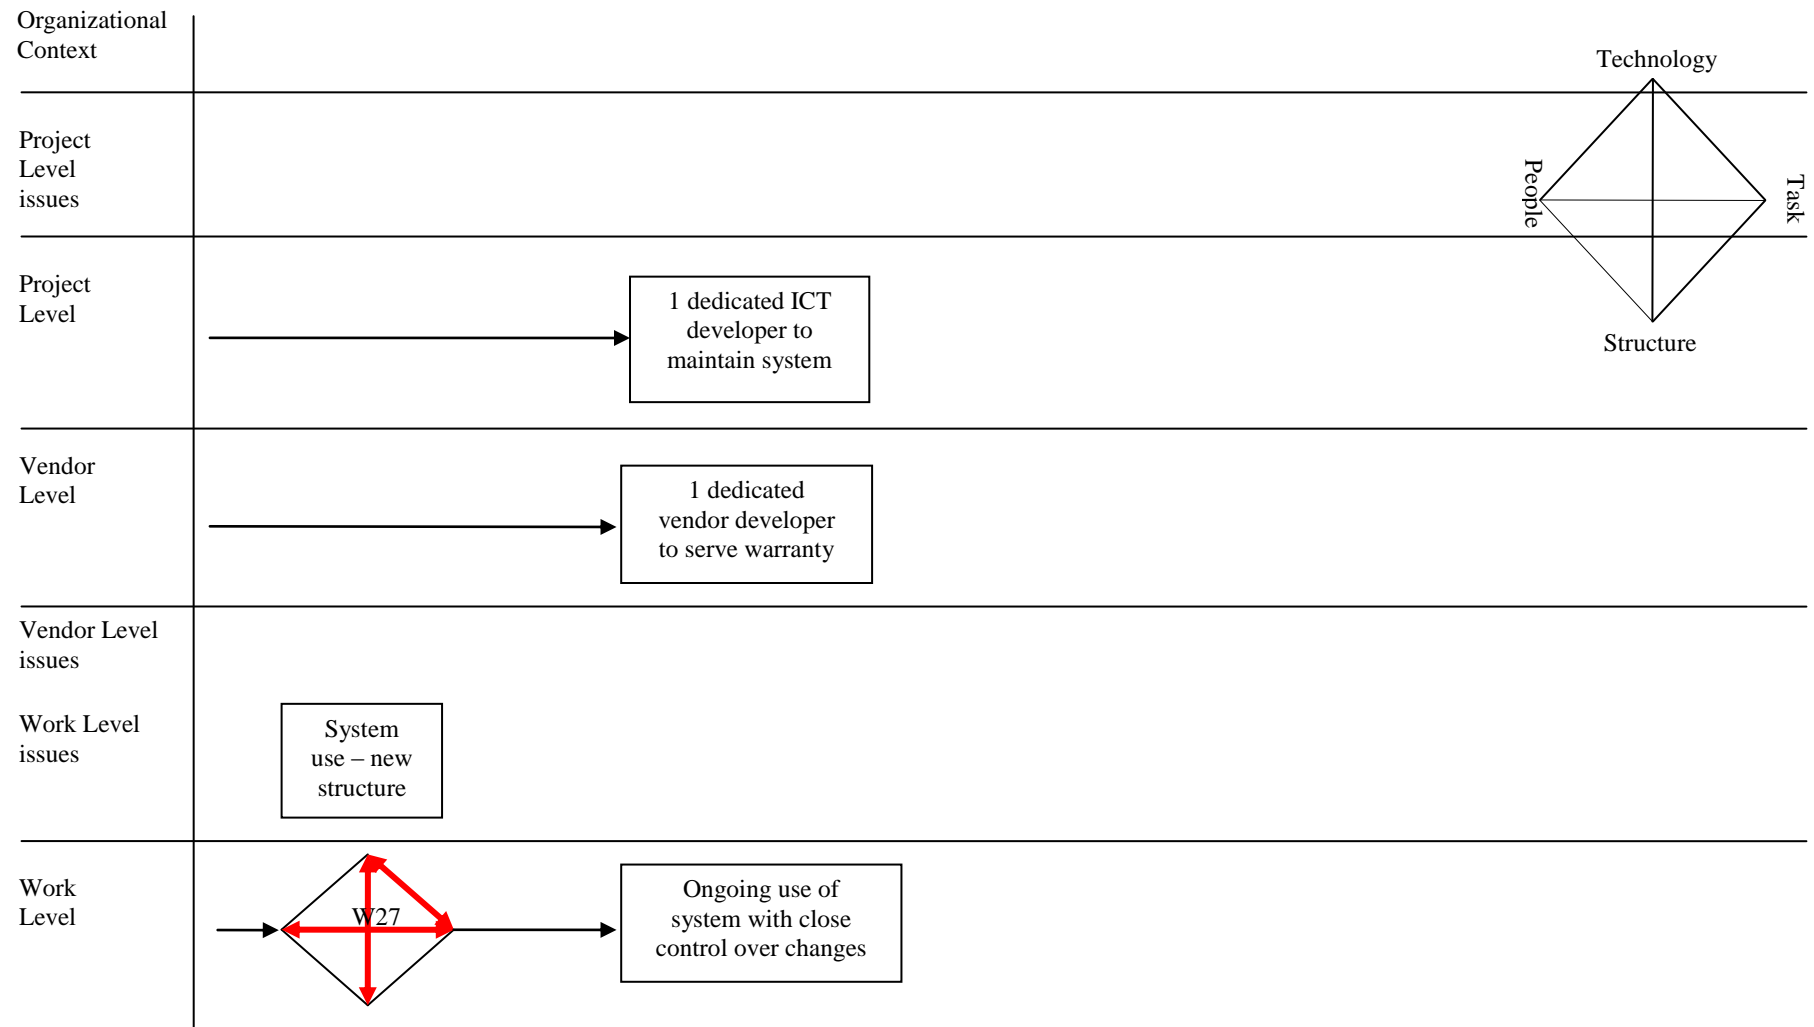 Organizational
Context
Technology
Project
Level
issues
People
Task
Project
Level
1 dedicated ICT
developer to
maintain system
Structure
Vendor
Level
1 dedicated
vendor developer
to serve warranty
Vendor Level
issues
Work Level
issues
System
use – new
structure
Work
Level
W27
Ongoing use of
system with close
control over changes